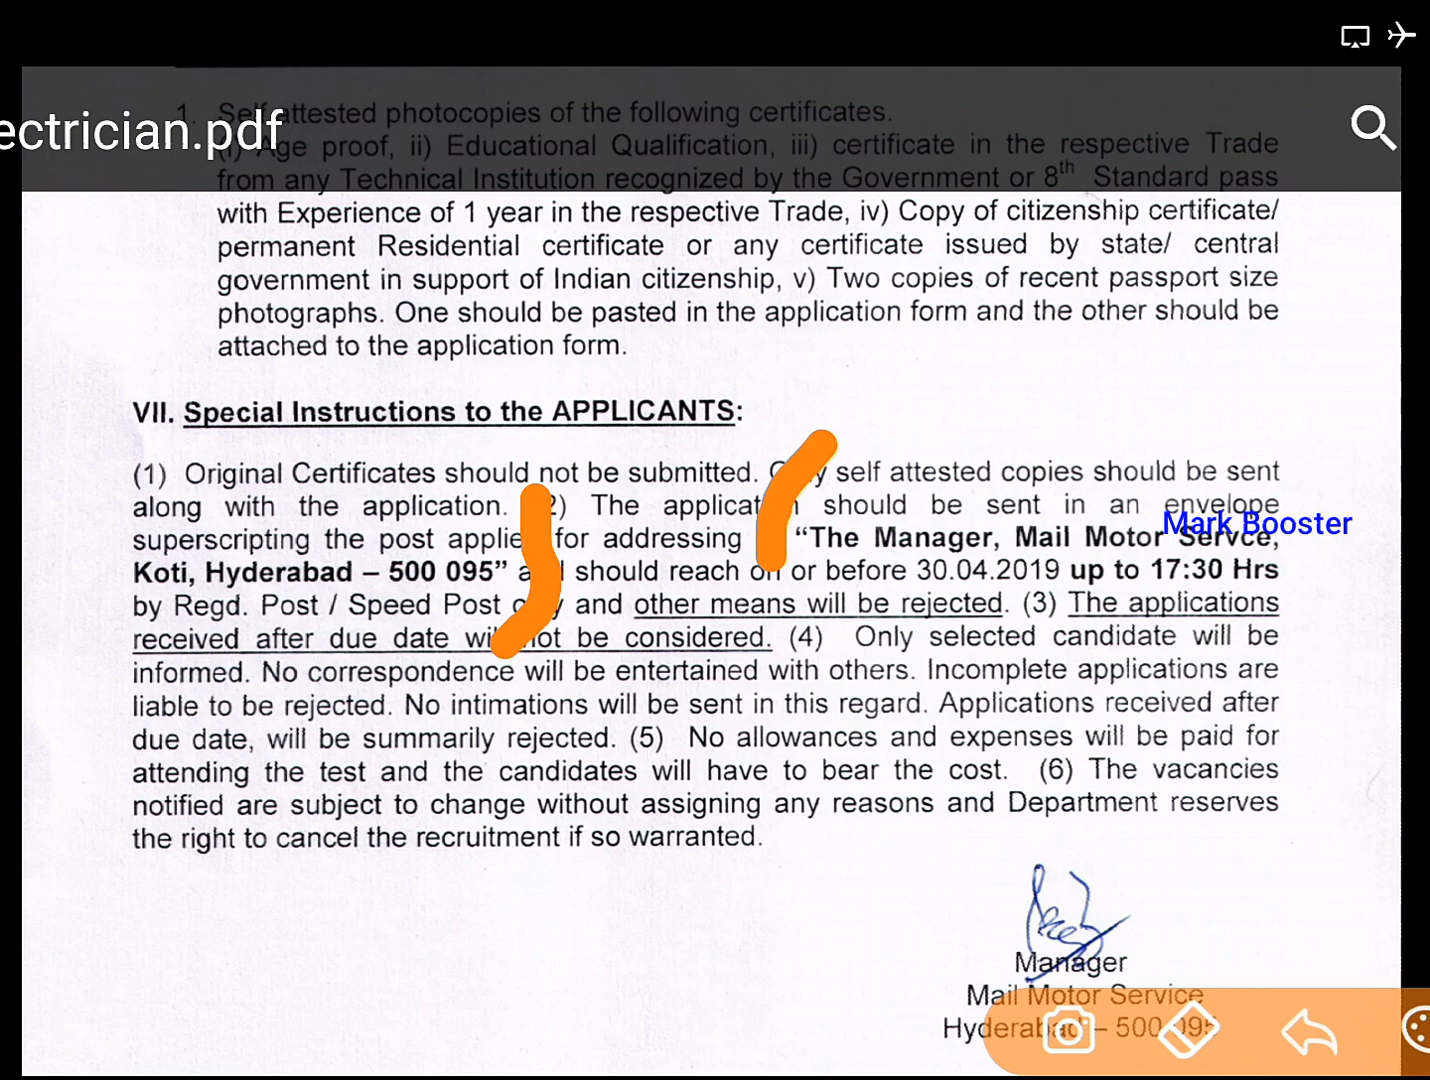 ectrician.pdf
1. Self attested photocopies of the following certificates.
(i) Age proof, ii) Educational Qualification, iii) certificate in the respective Trade
from any Technical Institution recognized by the Government or 8th Standard pass
with Experience of 1 year in the respective Trade, iv) Copy of citizenship certificate/
permanent Residential certificate or any certificate issued by state/ central
government in support of Indian citizenship, v) Two copies of recent passport size
photographs. One should be pasted in the application form and the other should be
attached to the application form.
VII. Special Instructions to the APPLICANTS:
(1) Original Certificates should not be submitted. self attested copies should be sent
along with the application. 2) The applicat should be sent in an envelope
superscripting the post applie for addressing "The Manager, Mail Motor Servce,
Mark Booster
Koti, Hyderabad – 500 095" should reach on or before 30.04.2019 up to 17:30 Hrs
by Regd. Post / Speed Post and other means will be rejected. (3) The applications
received after due date will not be considered. (4) Only selected candidate will be
informed. No correspondence will be entertained with others. Incomplete applications are
liable to be rejected. No intimations will be sent in this regard. Applications received after
due date, will be summarily rejected. (5) No allowances and expenses will be paid for
attending the test and the candidates will have to bear the cost. (6) The vacancies
notified are subject to change without assigning any reasons and Department reserves
the right to cancel the recruitment if so warranted.
Manager
Mail Motor Service
Hyderabad – 500 095